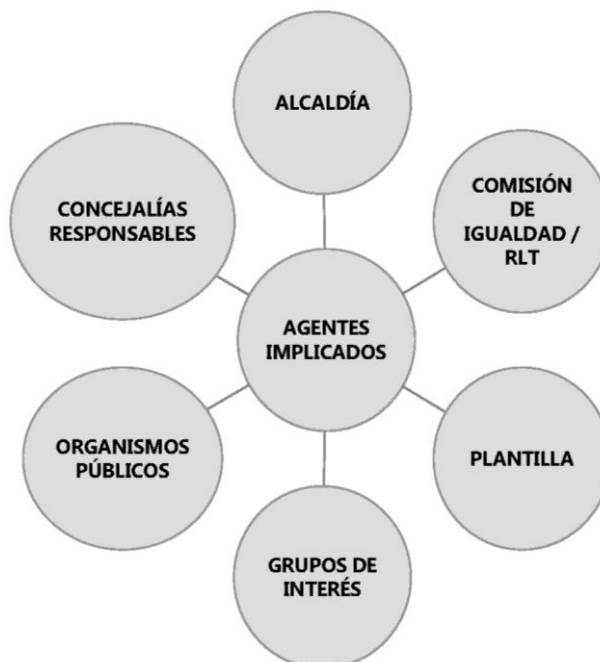 ALCALDÍA
COMISIÓN
DE
IGUALDAD /
RLT
CONCEJALÍAS
RESPONSABLES
AGENTES
IMPLICADOS
ORGANISMOS
PÚBLICOS
PLANTILLA
GRUPOS DE
INTERÉS